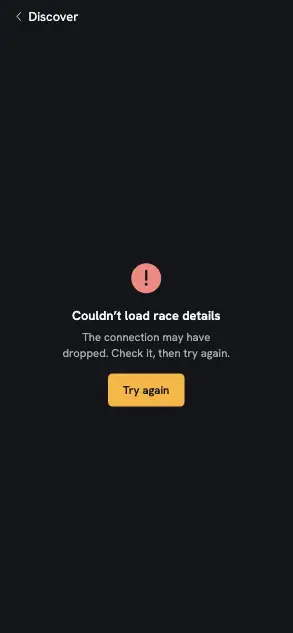 Discover
Couldn’t load race details
The connection may have
dropped. Check it, then try again.
Try again